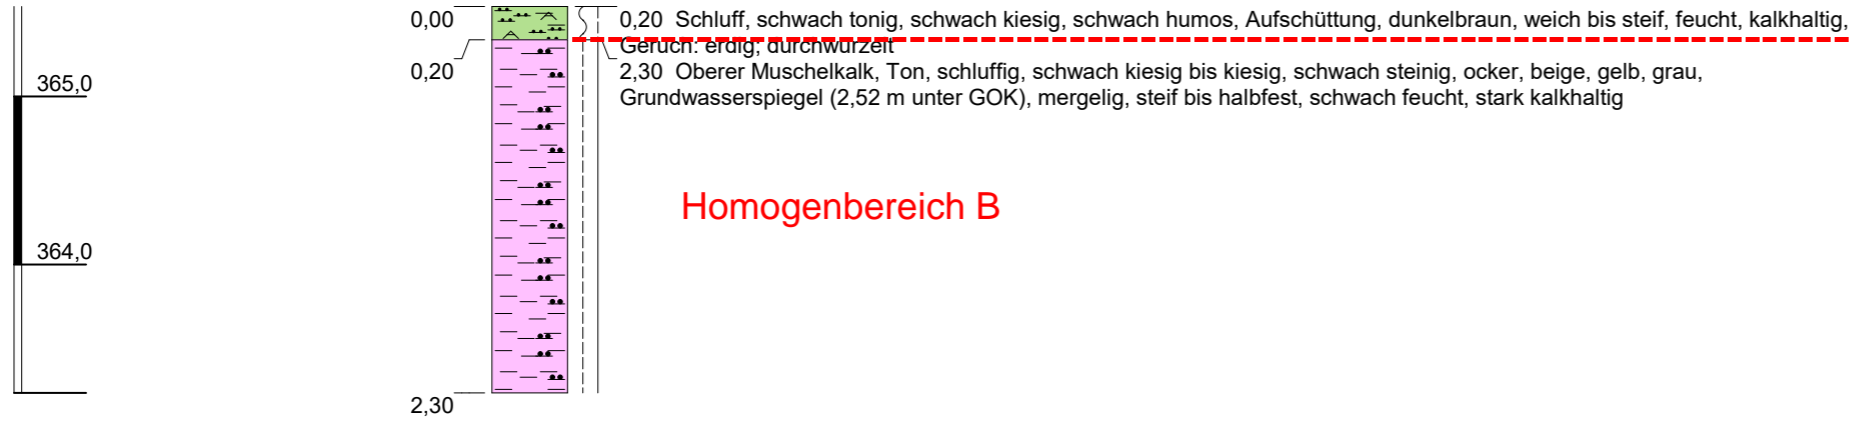 0,00
0,20 Schluff, schwach tonig, schwach kiesig, schwach humos, Aufschüttung, dunkelbraun, weich bis steif, feucht, kalkhaltig,
Geruch: erdig; durchwurzelt
0,20
2,30 Oberer Muschelkalk, Ton, schluffig, schwach kiesig bis kiesig, schwach steinig, ocker, beige, gelb, grau,
365,0
Grundwasserspiegel (2,52 m unter GOK), mergelig, steif bis halbfest, schwach feucht, stark kalkhaltig
Homogenbereich B
364,0
2,30